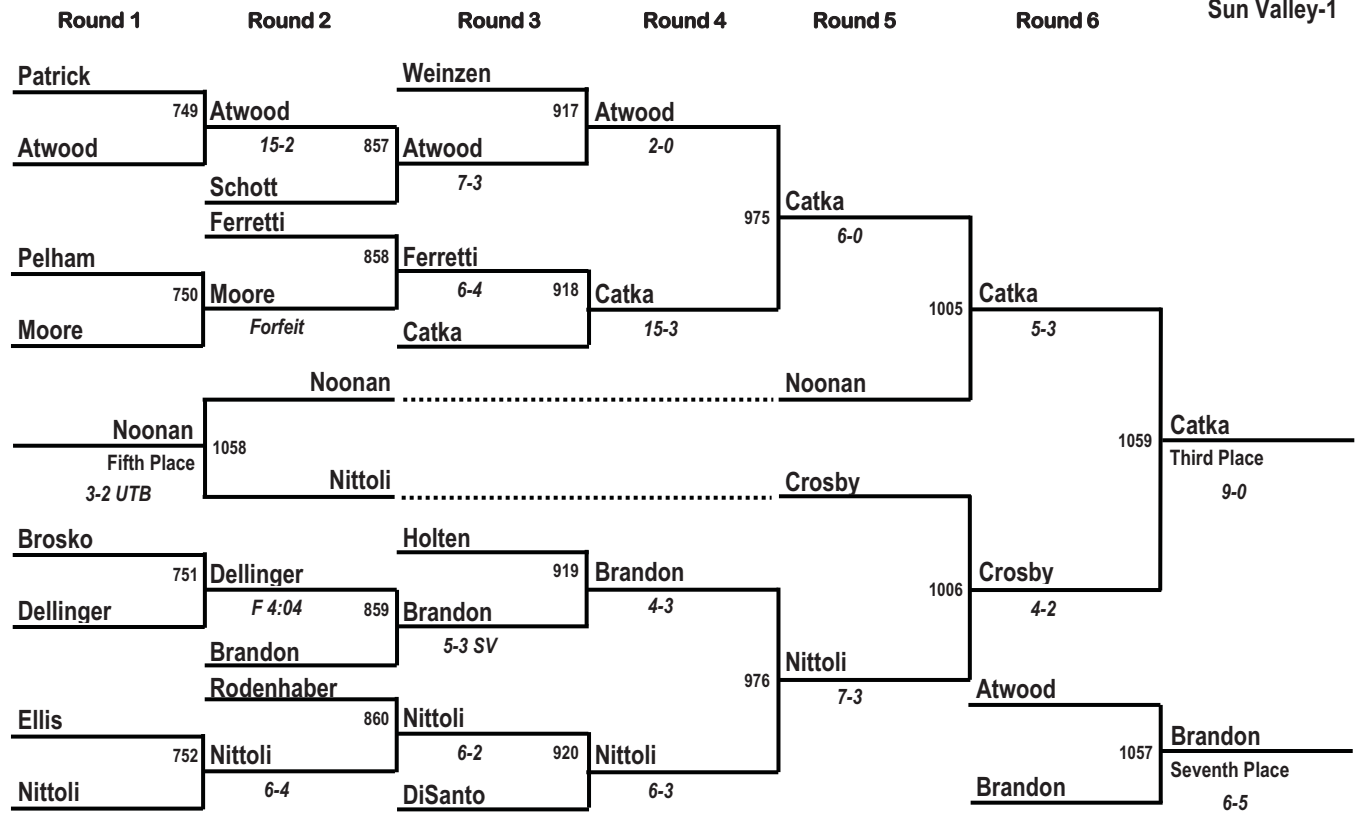 Sun Valley-1
Round 1 Round 2 Round 3 Round 4 Round 5 Round 6
Patrick
749
Atwood
Atwood
15-2
857
Schott
Weinzen
917
Atwood
7-3
Atwood
2-0
Ferretti
858
Pelham
750
Moore
Moore
Forfeit
Ferretti
6-4
918
Catka
Catka
15-3
975
Catka
6-0
1005
Noonan
Noonan
Catka
5-3
Noonan
Fifth Place
3-2 UTB
1058
Nittoli
Crosby
1059
Catka
Third Place
9-0
Brosko
751
Dellinger
Dellinger
F 4:04
859
Brandon
Holten
919
Brandon
5-3 SV
Brandon
4-3
1006
Crosby
4-2
Rodenhaber
860
Ellis
752
Nittoli
Nittoli
6-4
Nittoli
6-2
920
DiSanto
Nittoli
6-3
976
Nittoli
7-3
Atwood
1057
Brandon
Brandon
Seventh Place
6-5